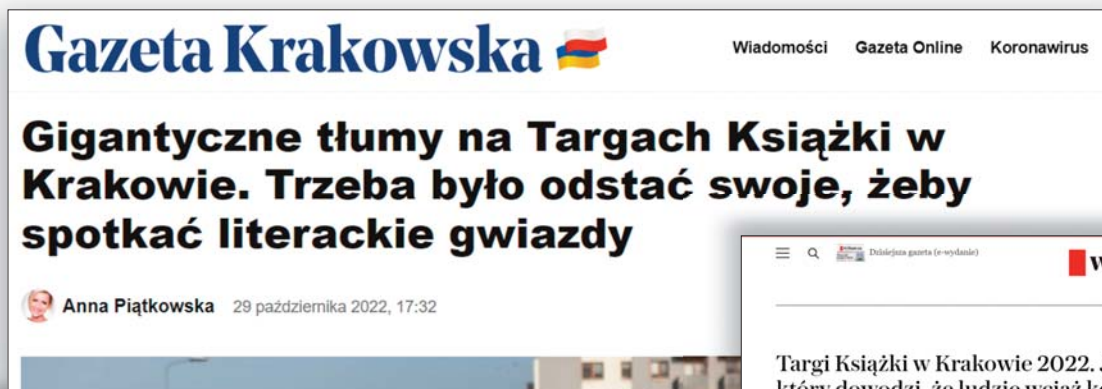 Gazeta Krakowska
Wiadomości Gazeta Online Koronawirus
Gigantyczne tłumy na Targach Książki w
Krakowie. Trzeba było odstać swoje, żeby
spotkać literackie gwiazdy
Anna Piątkowska 29 października 2022, 17:32
Dzisiejsza gazeta (e-wydanie)
Targi Książki w Krakowie 2022.
który dowodzi, że ludzie wciąż